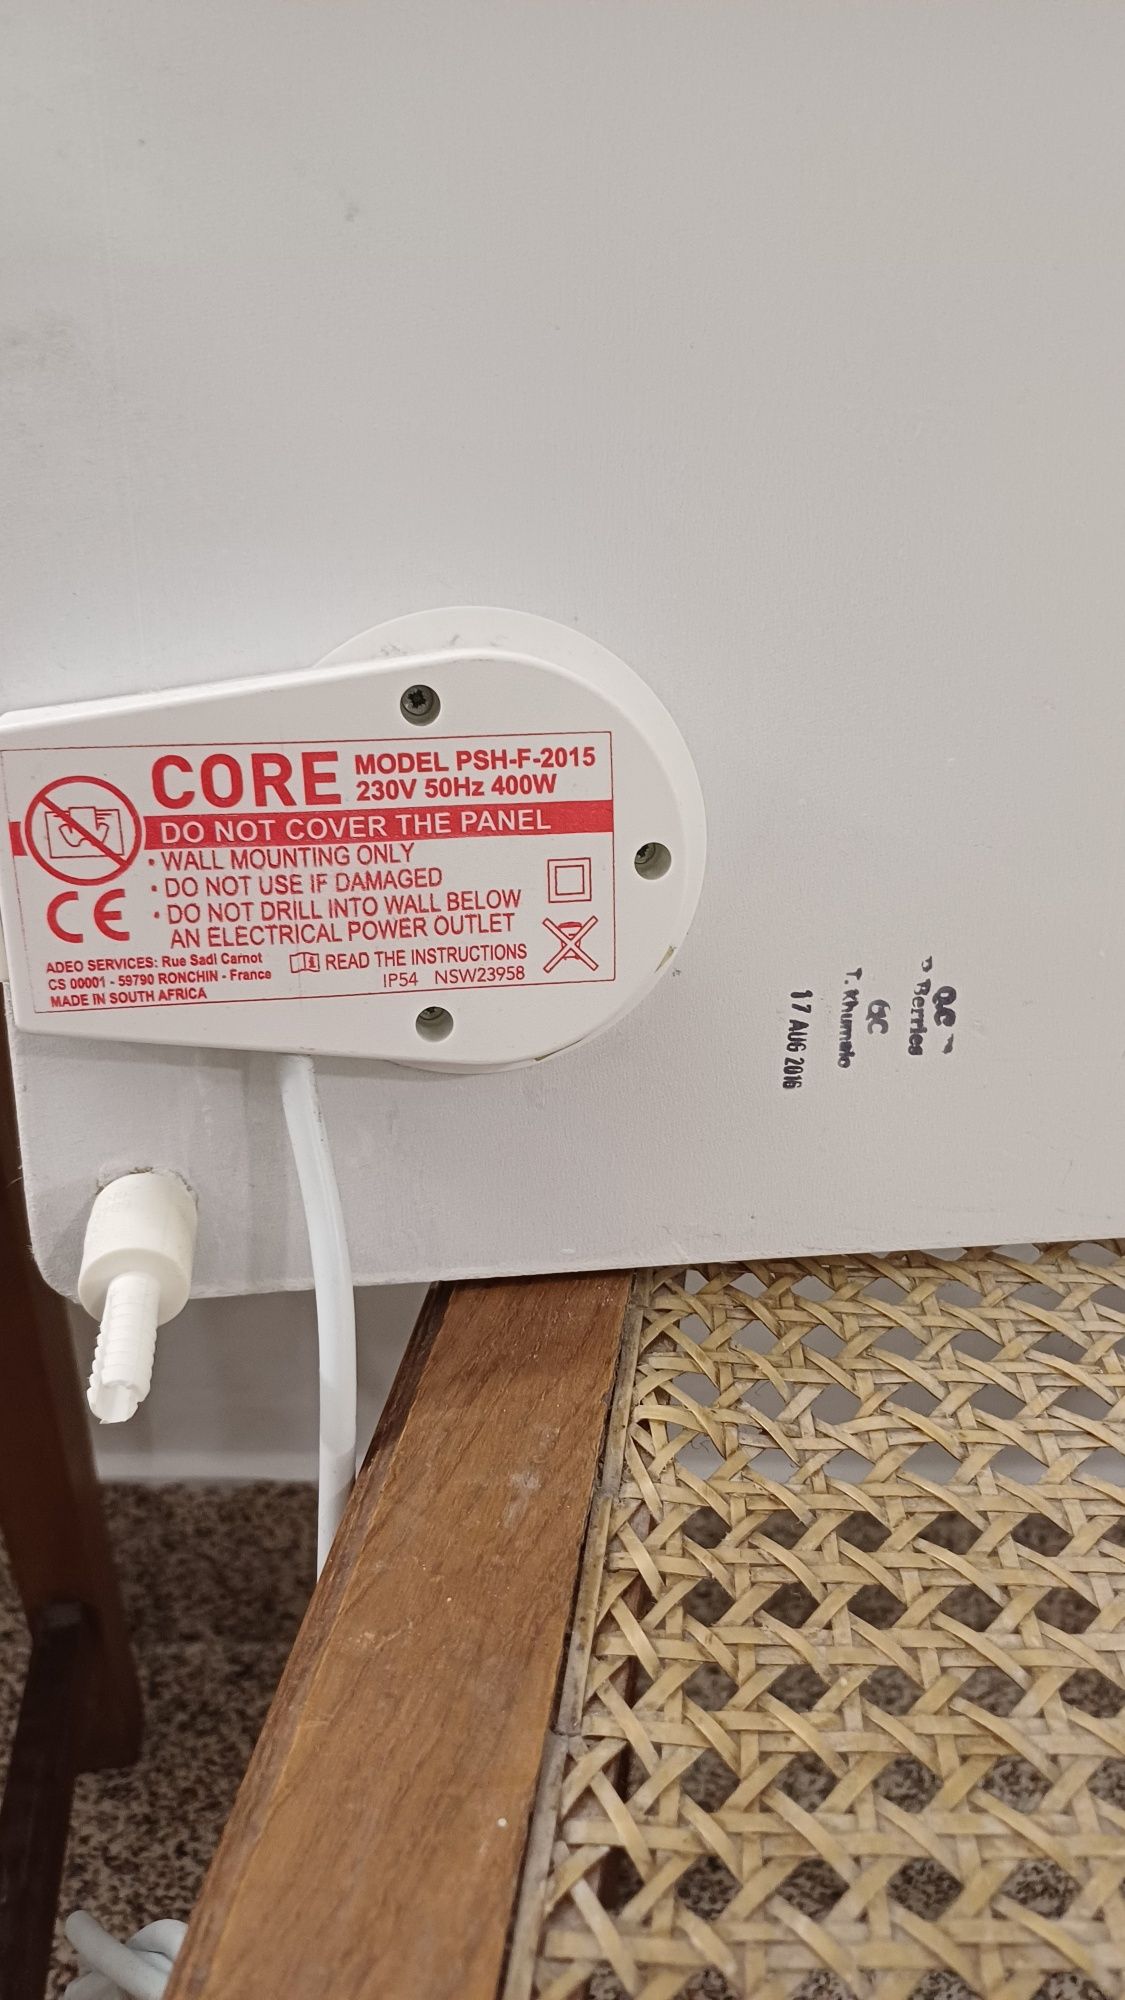 CORE MODEL PSH-F-2015
230V 50Hz 400W
DO NOT COVER THE PANEL
• WALL MOUNTING ONLY
• DO NOT USE IF DAMAGED
• DO NOT DRILL INTO WALL BELOW
AN ELECTRICAL POWER OUTLET
CE
READ THE INSTRUCTIONS
IP54 NSW23958
ADEO SERVICES: Rue Sadi Carnot
CS 00001 - 59790 RONCHIN - France
MADE IN SOUTH AFRICA
QC
Berries
QC
T. Khumalo
17 AUG 2016